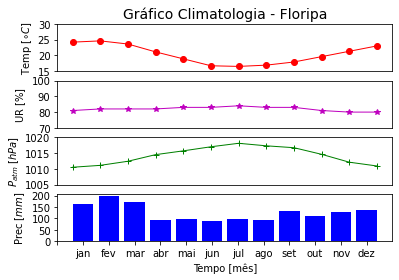 Gráfico Climatologia - Floripa
Temp [∘C]
30
25
20
15
UR [%]
100
90
80
70
P_atm [hPa]
1020
1015
1010
1005
Prec [mm]
200
150
100
50
0
jan fev mar abr mai jun jul ago set out nov dez
Tempo [mês]